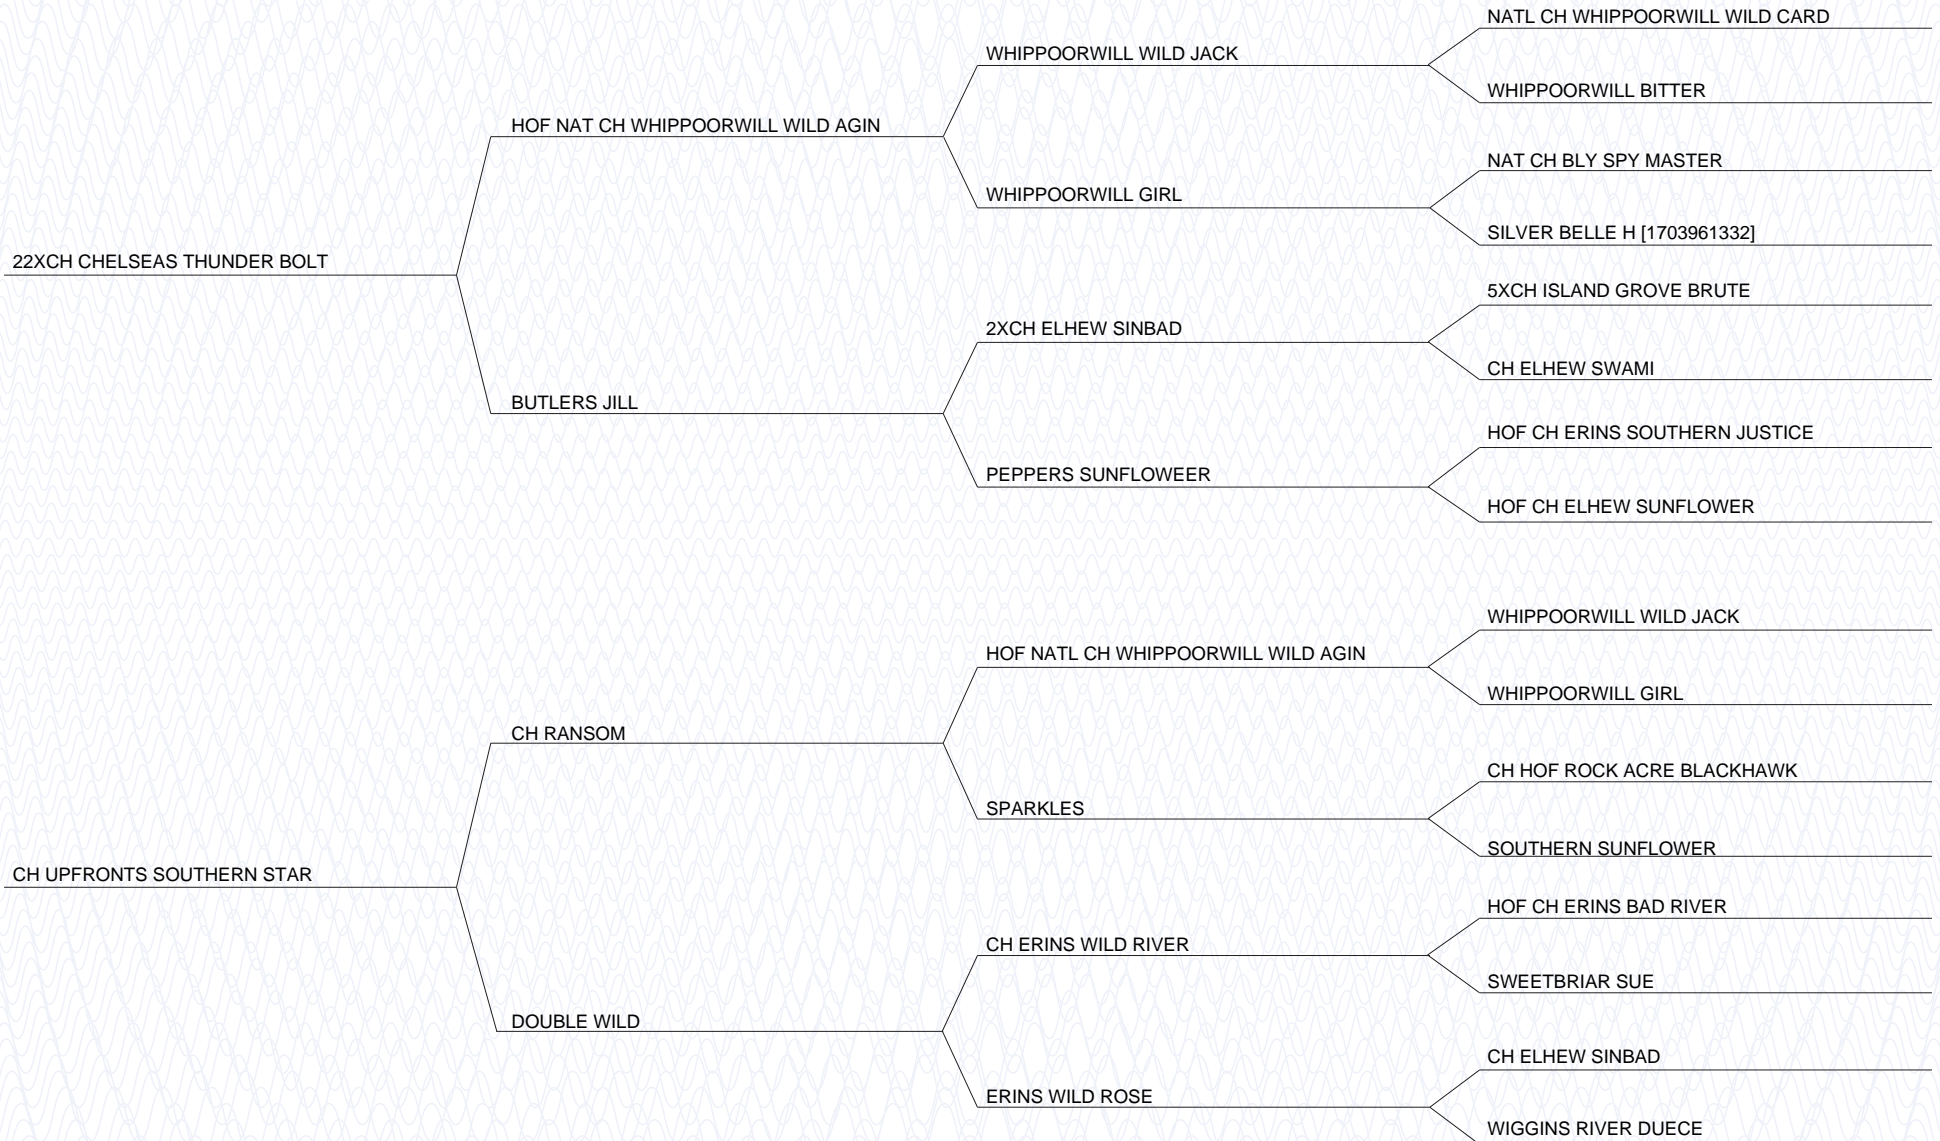 NATL CH WHIPPOORWILL WILD CARD
WHIPPOORWILL WILD JACK
WHIPPOORWILL BITTER
HOF NAT CH WHIPPOORWILL WILD AGIN
NAT CH BLY SPY MASTER
WHIPPOORWILL GIRL
SILVER BELLE H [1703961332]
22XCH CHELSEAS THUNDER BOLT
5XCH ISLAND GROVE BRUTE
2XCH ELHEW SINBAD
CH ELHEW SWAMI
BUTLERS JILL
HOF CH ERINS SOUTHERN JUSTICE
PEPPERS SUNFLOWEER
HOF CH ELHEW SUNFLOWER
WHIPPOORWILL WILD JACK
HOF NATL CH WHIPPOORWILL WILD AGIN
WHIPPOORWILL GIRL
CH RANSOM
CH HOF ROCK ACRE BLACKHAWK
SPARKLES
SOUTHERN SUNFLOWER
CH UPFRONTS SOUTHERN STAR
HOF CH ERINS BAD RIVER
CH ERINS WILD RIVER
SWEETBRIAR SUE
DOUBLE WILD
CH ELHEW SINBAD
ERINS WILD ROSE
WIGGINS RIVER DUECE